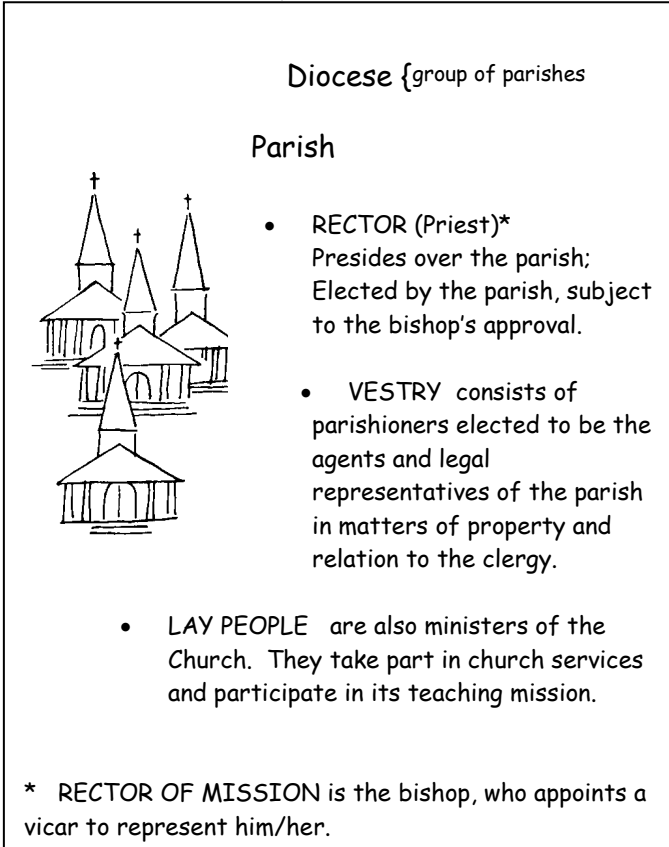 Diocese {group of parishes
Parish
• RECTOR (Priest)*
Presides over the parish;
Elected by the parish, subject
to the bishop's approval.
• VESTRY consists of
parishioners elected to be the
agents and legal
representatives of the parish
in matters of property and
relation to the clergy.
• LAY PEOPLE are also ministers of the
Church. They take part in church services
and participate in its teaching mission.
* RECTOR OF MISSION is the bishop, who appoints a
vicar to represent him/her.